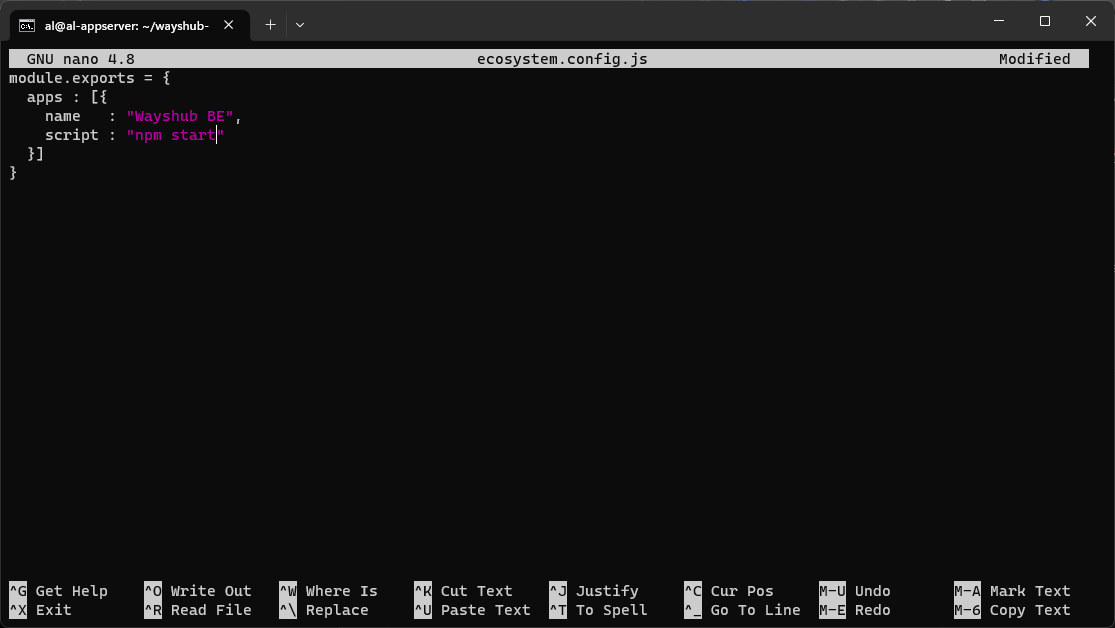 al@al-appserver: ~/wayshub-
GNU nano 4.8 ecosystem.config.js Modified
module.exports = {
  apps : [{
    name   : "Wayshub BE",
    script : "npm start"
  }]
}
^G Get Help ^O Write Out ^W Where Is ^K Cut Text ^J Justify ^C Cur Pos M-U Undo M-A Mark Text
^X Exit ^R Read File ^\ Replace ^U Paste Text ^T To Spell ^_ Go To Line M-E Redo M-6 Copy Text